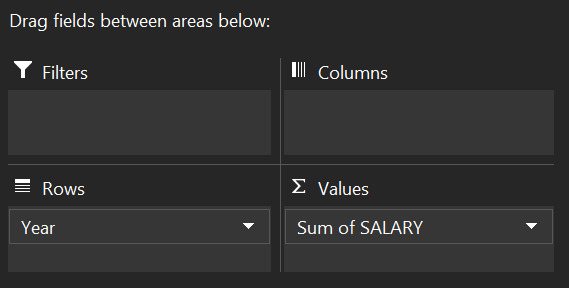 Drag fields between areas below:
Filters
Columns
Rows
Σ Values
Year
Sum of SALARY